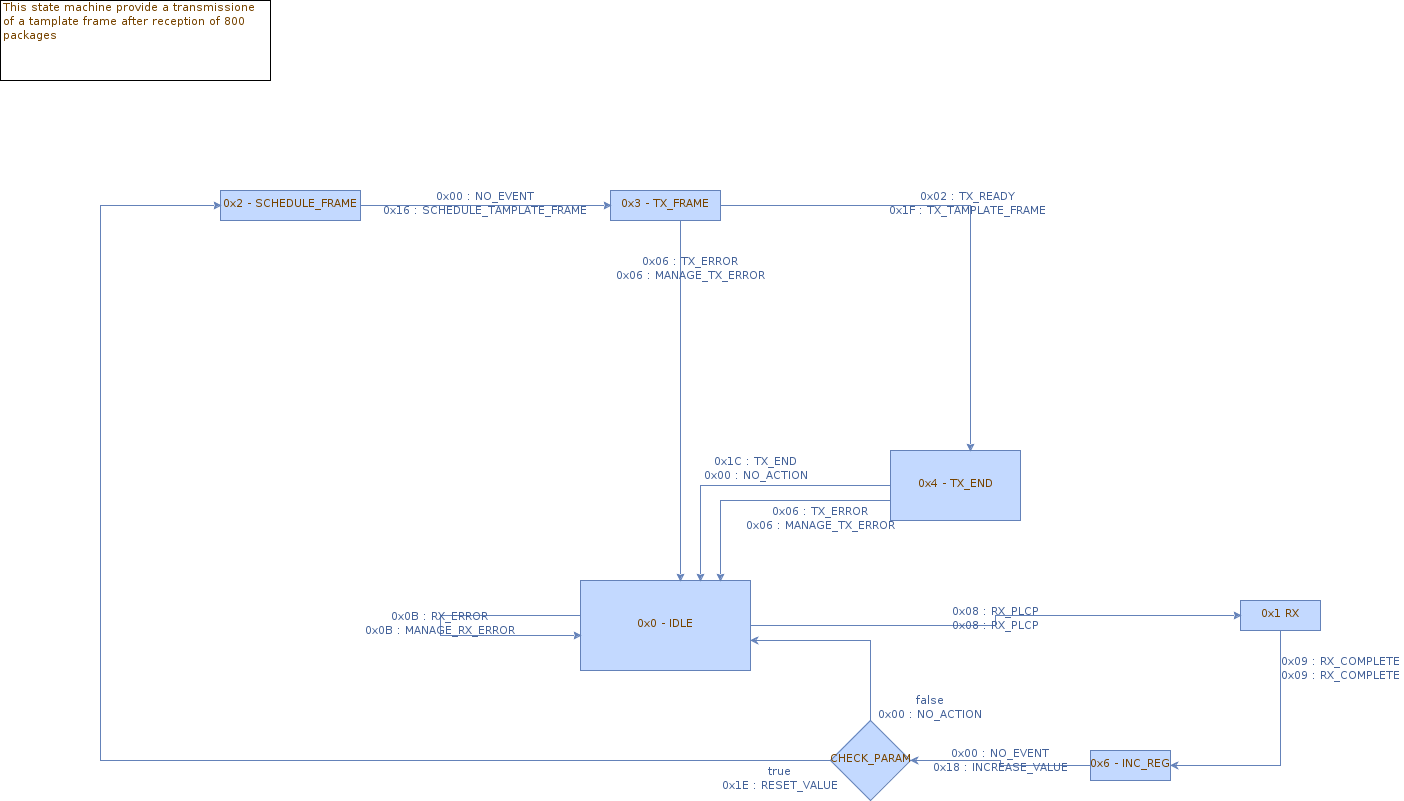 This state machine provide a transmissione
of a tamplate frame after reception of 800
packages
0x2 - SCHEDULE_FRAME
0x00 : NO_EVENT
0x16 : SCHEDULE_TAMPLATE_FRAME
0x3 - TX_FRAME
0x02 : TX_READY
0x1F : TX_TAMPLATE_FRAME
0x06 : TX_ERROR
0x06 : MANAGE_TX_ERROR
0x1C : TX_END
0x00 : NO_ACTION
0x4 - TX_END
0x06 : TX_ERROR
0x06 : MANAGE_TX_ERROR
0x0B : RX_ERROR
0x0B : MANAGE_RX_ERROR
0x0 - IDLE
0x08 : RX_PLCP
0x08 : RX_PLCP
0x1 RX
0x09 : RX_COMPLETE
0x09 : RX_COMPLETE
false
0x00 : NO_ACTION
CHECK_PARAM
0x00 : NO_EVENT
0x18 : INCREASE_VALUE
0x6 - INC_REG
true
0x1E : RESET_VALUE